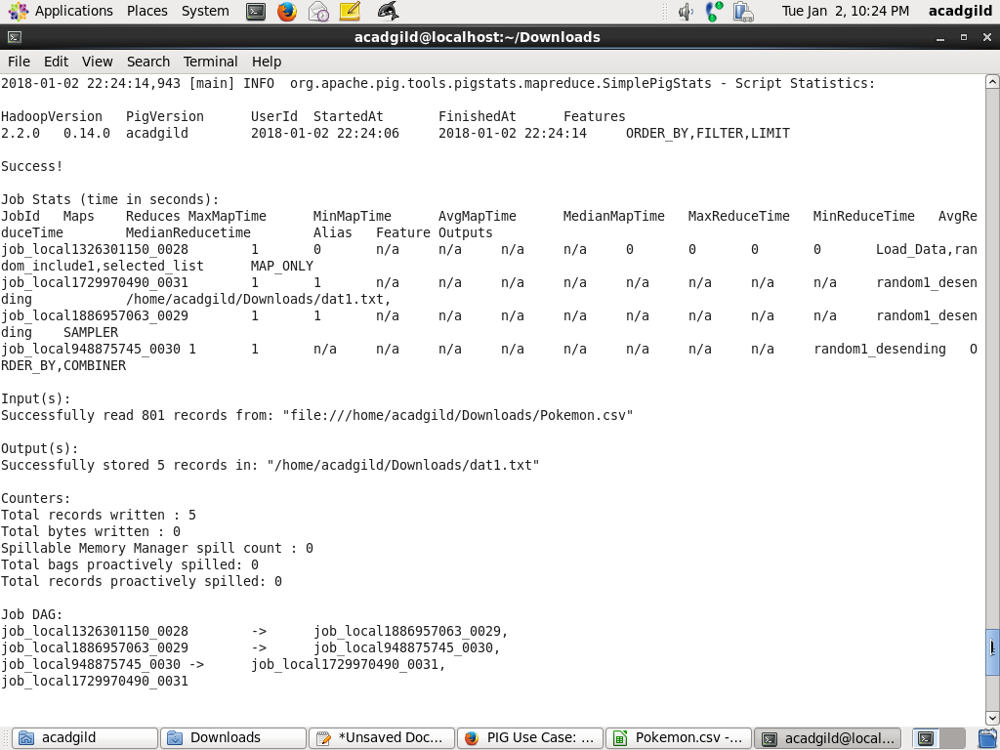 Applications Places System Tue Jan 2, 10:24 PM acadgild
acadgild@localhost:~/Downloads
File Edit View Search Terminal Help
2018-01-02 22:24:14,943 [main] INFO  org.apache.pig.tools.pigstats.mapreduce.SimplePigStats - Script Statistics:
HadoopVersion   PigVersion      UserId  StartedAt       FinishedAt      Features
2.2.0   0.14.0  acadgild        2018-01-02 22:24:06     2018-01-02 22:24:14     ORDER_BY,FILTER,LIMIT
Success!
Job Stats (time in seconds):
JobId   Maps    Reduces MaxMapTime      MinMapTime      AvgMapTime      MedianMapTime   MaxReduceTime   MinReduceTime   AvgRe
duceTime        MedianReducetime        Alias   Feature Outputs
job_local1326301150_0028        1       0       n/a     n/a     n/a     n/a     0       0       0       0       Load_Data,ran
dom_include1,selected_list      MAP_ONLY
job_local1729970490_0031        1       1       n/a     n/a     n/a     n/a     n/a     n/a     n/a     n/a     random1_desen
ding            /home/acadgild/Downloads/dat1.txt,
job_local1886957063_0029        1       1       n/a     n/a     n/a     n/a     n/a     n/a     n/a     n/a     random1_desen
ding    SAMPLER
job_local948875745_0030 1       1       n/a     n/a     n/a     n/a     n/a     n/a     n/a     n/a     random1_desending   O
RDER_BY,COMBINER
Input(s):
Successfully read 801 records from: "file:///home/acadgild/Downloads/Pokemon.csv"
Output(s):
Successfully stored 5 records in: "/home/acadgild/Downloads/dat1.txt"
Counters:
Total records written : 5
Total bytes written : 0
Spillable Memory Manager spill count : 0
Total bags proactively spilled: 0
Total records proactively spilled: 0
Job DAG:
job_local1326301150_0028        ->      job_local1886957063_0029,
job_local1886957063_0029        ->      job_local948875745_0030,
job_local948875745_0030 ->      job_local1729970490_0031,
job_local1729970490_0031
acadgild Downloads *Unsaved Doc... PIG Use Case: ... Pokemon.csv -... acadgild@local...